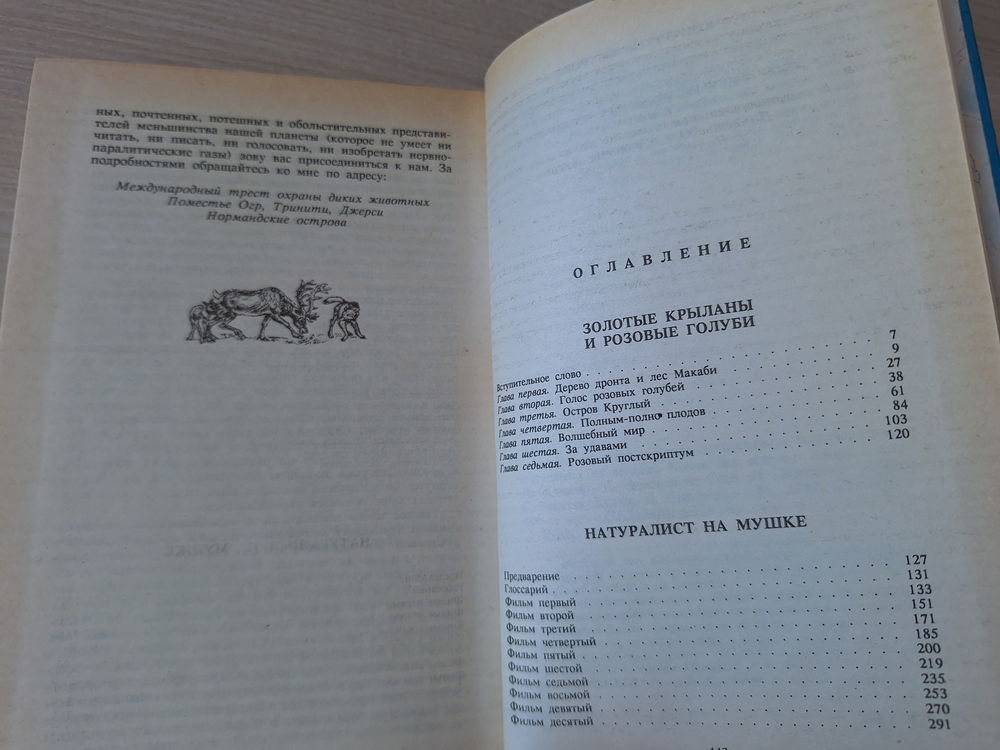 ных, почтенных, потешных и обольстительных представи-
телей меньшинства нашей планеты (которое не умеет ни
читать, ни писать, ни голосовать, ни изобретать нервно-
паралитические газы) зову вас присоединиться к нам. За
подробностями обращайтесь ко мне по адресу:
Международный трест охраны диких животных
Поместье Огр, Тринити, Джерси
Нормандские острова
ОГЛАВЛЕНИЕ
ЗОЛОТЫЕ КРЫЛАНЫ
И РОЗОВЫЕ ГОЛУБИ
Вступительное слово . . . . . . . . 7
Глава первая. Дерево дронта и лес Макаби 9
Глава вторая. Голос розовых голубей . . . . 27
Глава третья. Остров Круглый . . . . . . 38
Глава четвертая. Полным-полно плодов . . . . 61
Глава пятая. Волшебный мир . . . . . . 84
Глава шестая. За удавами . . . . . . 103
Глава седьмая. Розовый постскриптум . . . . . 120
НАТУРАЛИСТ НА МУШКЕ
Предварение . . . . . . . . 127
Глоссарий . . . . . . . . 131
Фильм первый . . . . . . . . 133
Фильм второй . . . . . . . . 151
Фильм третий . . . . . . . . 171
Фильм четвертый . . . . . . . . 185
Фильм пятый . . . . . . . . 200
Фильм шестой . . . . . . . . 219
Фильм седьмой . . . . . . . . 235
Фильм восьмой . . . . . . . . 253
Фильм девятый . . . . . . . . 270
Фильм десятый . . . . . . . . 291